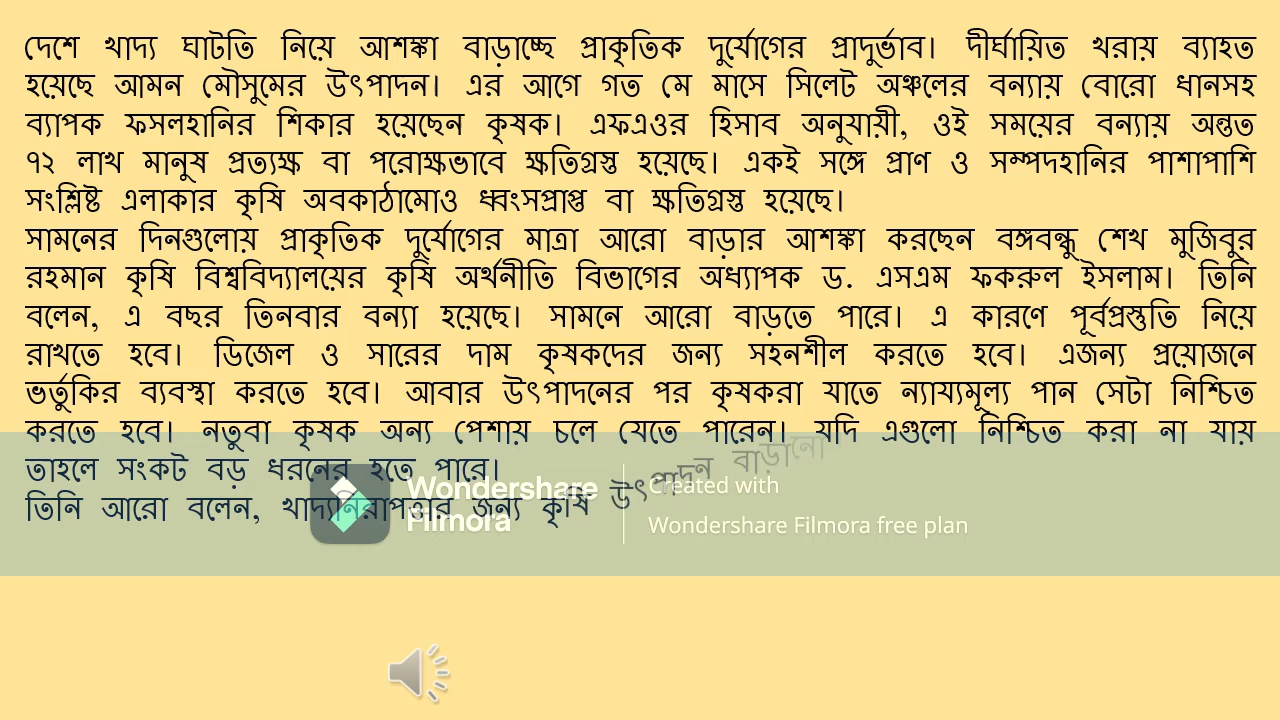 দেশে খাদ্য ঘাটতি নিয়ে আশঙ্কা বাড়াচ্ছে প্রাকৃতিক দুর্যোগের প্রাদুর্ভাব। দীর্ঘায়িত খরায় ব্যাহত
হয়েছে আমন মৌসুমের উৎপাদন। এর আগে গত মে মাসে সিলেট অঞ্চলের বন্যায় বোরো ধানসহ
ব্যাপক ফসলহানির শিকার হয়েছেন কৃষক। এফএওর হিসাব অনুযায়ী, ওই সময়ের বন্যায় অন্তত
৭২ লাখ মানুষ প্রত্যক্ষ বা পরোক্ষভাবে ক্ষতিগ্রস্ত হয়েছে। একই সঙ্গে প্রাণ ও সম্পদহানির পাশাপাশি
সংশ্লিষ্ট এলাকার কৃষি অবকাঠামোও ধ্বংসপ্রাপ্ত বা ক্ষতিগ্রস্ত হয়েছে।
সামনের দিনগুলোয় প্রাকৃতিক দুর্যোগের মাত্রা আরো বাড়ার আশঙ্কা করছেন বঙ্গবন্ধু শেখ মুজিবুর
রহমান কৃষি বিশ্ববিদ্যালয়ের কৃষি অর্থনীতি বিভাগের অধ্যাপক ড. এসএম ফকরুল ইসলাম। তিনি
বলেন, এ বছর তিনবার বন্যা হয়েছে। সামনে আরো বাড়তে পারে। এ কারণে পূর্বপ্রস্তুতি নিয়ে
রাখতে হবে। ডিজেল ও সারের দাম কৃষকদের জন্য সহনশীল করতে হবে। এজন্য প্রয়োজনে
ভর্তুকির ব্যবস্থা করতে হবে। আবার উৎপাদনের পর কৃষকরা যাতে ন্যায্যমূল্য পান সেটা নিশ্চিত
করতে হবে। নতুবা কৃষক অন্য পেশায় চলে যেতে পারেন। যদি এগুলো নিশ্চিত করা না যায়
তাহলে সংকট বড় ধরনের হতে পারে।
তিনি আরো বলেন, খাদ্যনিরাপত্তার জন্য কৃষি উৎপাদন বাড়ানো
Wondershare
Filmora
Created with
Wondershare Filmora free plan